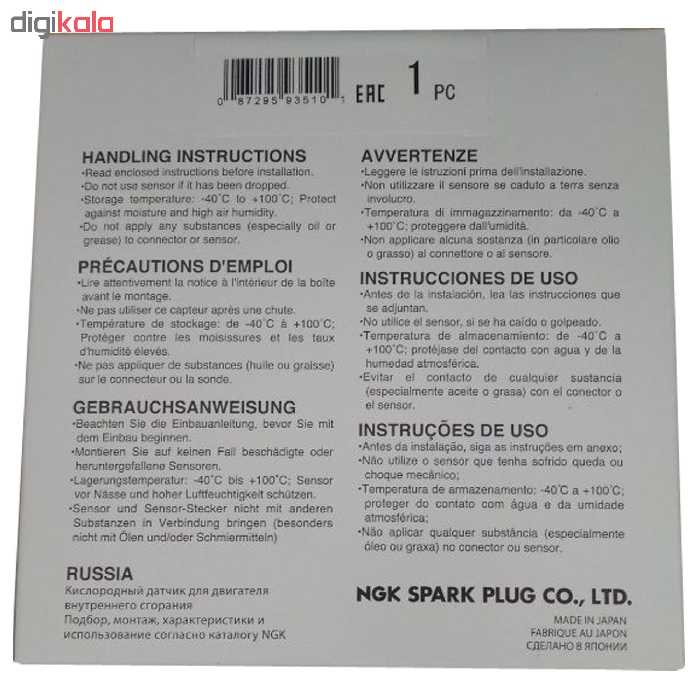 digikala
0 87295 93510 1
EAC 1 PC
HANDLING INSTRUCTIONS
•Read enclosed instructions before installation.
•Do not use sensor if it has been dropped.
•Storage temperature: -40˚C to +100˚C; Protect
against moisture and high air humidity.
•Do not apply any substances (especially oil or
grease) to connector or sensor.
PRÉCAUTIONS D'EMPLOI
•Lire attentivement la notice à l'intérieur de la boîte
avant le montage.
•Ne pas utiliser ce capteur après une chute.
•Température de stockage: de -40˚C à +100˚C;
Protéger contre les moisissures et les taux
d'humidité élevés.
•Ne pas appliquer de substances (huile ou graisse)
sur le connecteur ou la sonde.
GEBRAUCHSANWEISUNG
•Beachten Sie die Einbauanleitung, bevor Sie mit
dem Einbau beginnen.
•Montieren Sie auf keinen Fall beschädigte oder
heruntergefallene Sensoren.
•Lagerungstemperatur: -40˚C bis +100˚C; Sensor
vor Nässe und hoher Luftfeuchtigkeit schützen.
•Sensor und Sensor-Stecker nicht mit anderen
Substanzen in Verbindung bringen (besonders
nicht mit Ölen und/oder Schmiermitteln)
RUSSIA
Кислородный датчик для двигателя
внутреннего сгорания
Подбор, монтаж, характеристики и
использование согласно каталогу NGK
AVVERTENZE
•Leggere le istruzioni prima dell'installazione.
•Non utilizzare il sensore se caduto a terra senza
involucro.
•Temperatura di immagazzinamento: da -40˚C a
+100˚C; proteggere dall'umidità.
•Non applicare alcuna sostanza (in particolare olio
o grasso) al connettore o al sensore.
INSTRUCCIONES DE USO
•Antes de la instalación, lea las instrucciones que
se adjuntan.
•No utilice el sensor, si se ha caído o golpeado.
•Temperatura de almacenamiento: de -40˚C a
+100˚C; protéjase del contacto con agua y de la
humedad atmosférica.
•Evitar el contacto de cualquier sustancia
(especialmente aceite o grasa) con el conector o
el sensor.
INSTRUÇÕES DE USO
•Antes da instalação, siga as instruções em anexo;
•Não utilize o sensor que tenha sofrido queda ou
choque mecânico;
•Temperatura de armazenamento: -40˚C a +100˚C;
proteger do contato com água e da umidade
atmosférica;
•Não aplicar qualquer substância (especialmente
óleo ou graxa) no conector ou sensor.
NGK SPARK PLUG CO., LTD.
MADE IN JAPAN
FABRIQUE AU JAPON
СДЕЛАНО В ЯПОНИИ